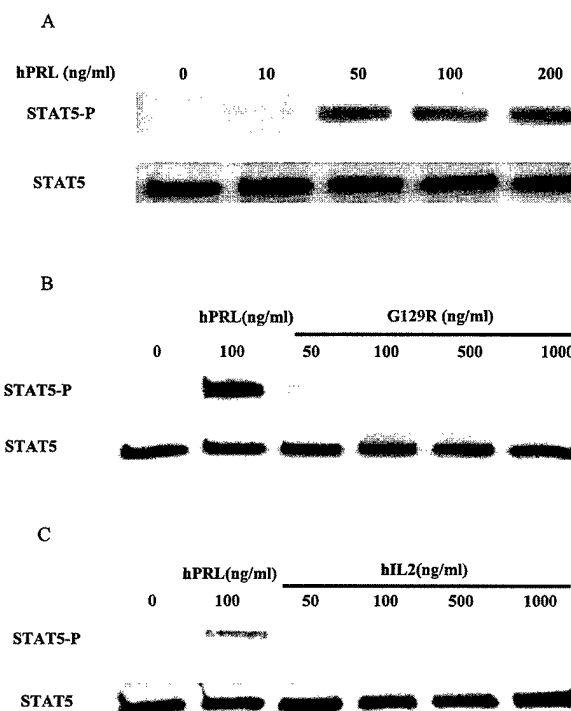 A
hPRL (ng/ml) 0 10 50 100 200
STAT5-P
STAT5
B
hPRL(ng/ml) G129R (ng/ml)
0 100 50 100 500 1000
STAT5-P
STAT5
C
hPRL(ng/ml) hIL2(ng/ml)
0 100 50 100 500 1000
STAT5-P
STAT5